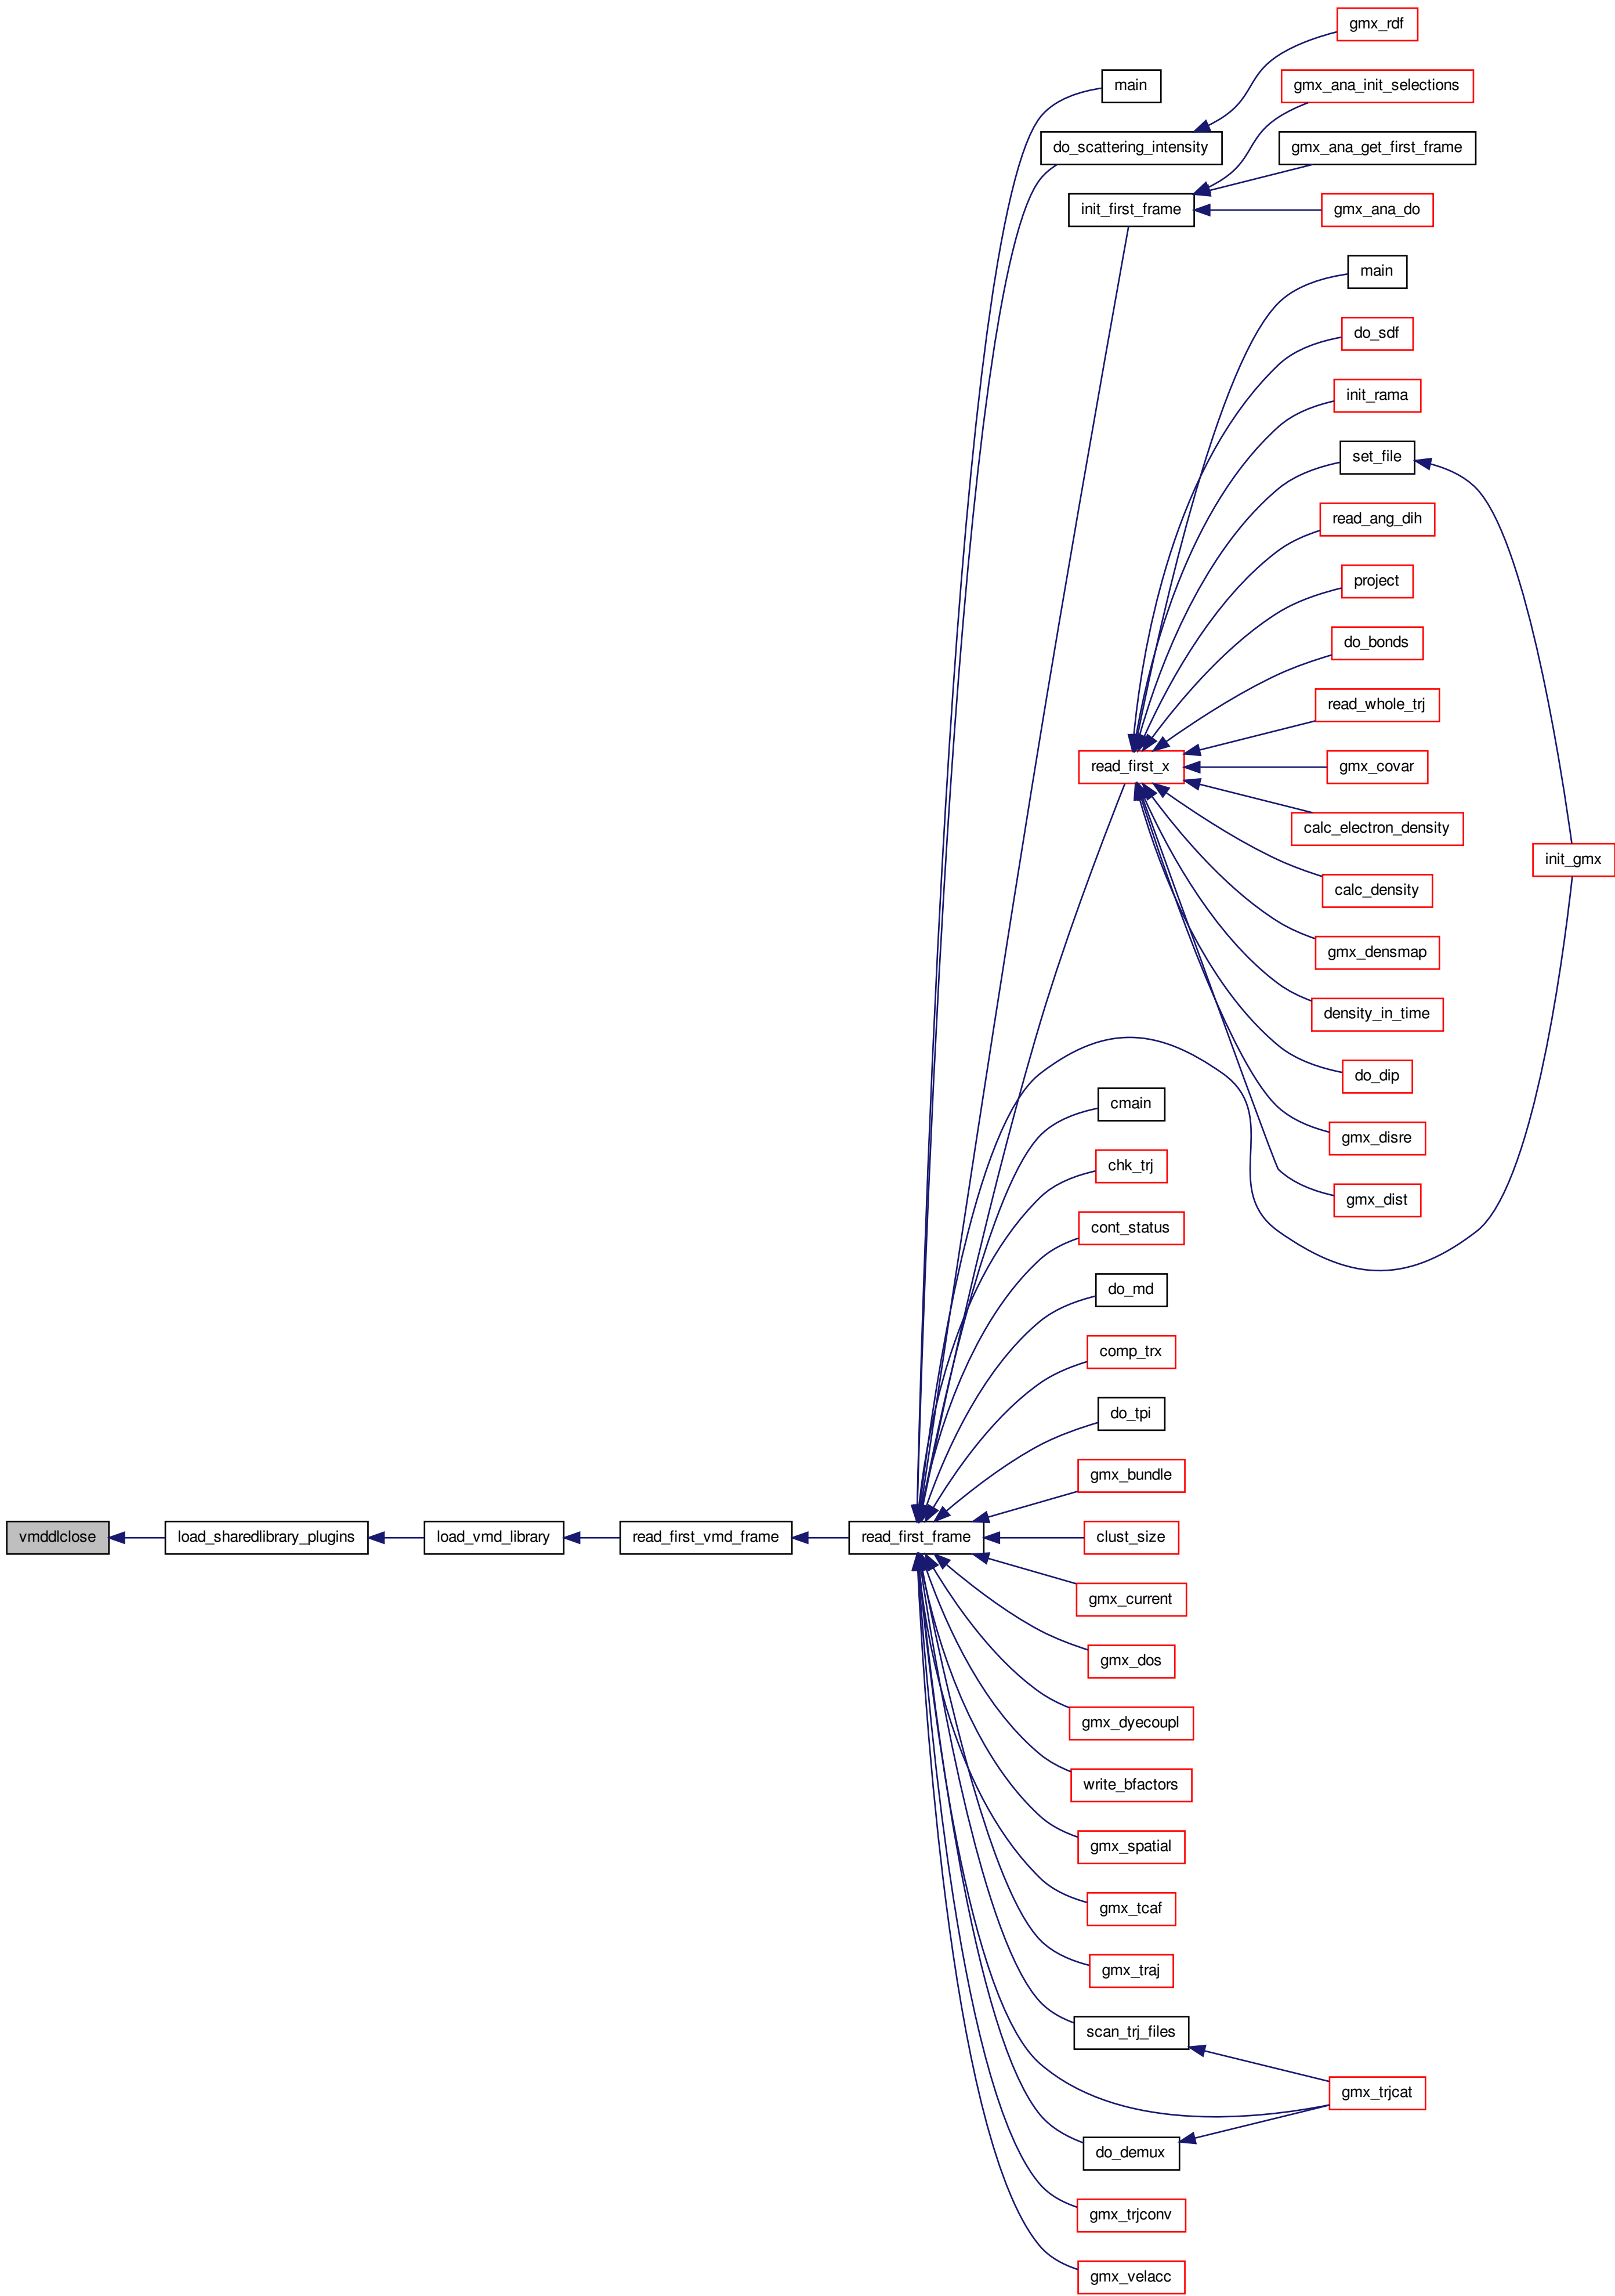 gmx_rdf
main
gmx_ana_init_selections
do_scattering_intensity
gmx_ana_get_first_frame
init_first_frame
gmx_ana_do
main
do_sdf
init_rama
set_file
read_ang_dih
project
do_bonds
read_whole_trj
read_first_x
gmx_covar
calc_electron_density
init_gmx
calc_density
gmx_densmap
density_in_time
do_dip
cmain
gmx_disre
chk_trj
gmx_dist
cont_status
do_md
comp_trx
do_tpi
gmx_bundle
vmddlclose
load_sharedlibrary_plugins
load_vmd_library
read_first_vmd_frame
read_first_frame
clust_size
gmx_current
gmx_dos
gmx_dyecoupl
write_bfactors
gmx_spatial
gmx_tcaf
gmx_traj
scan_trj_files
gmx_trjcat
do_demux
gmx_trjconv
gmx_velacc